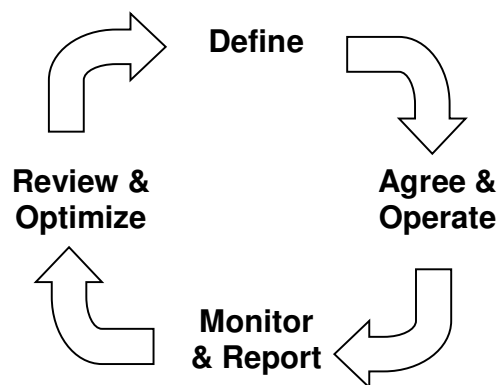 Define
Agree &
Operate
Monitor
& Report
Review &
Optimize